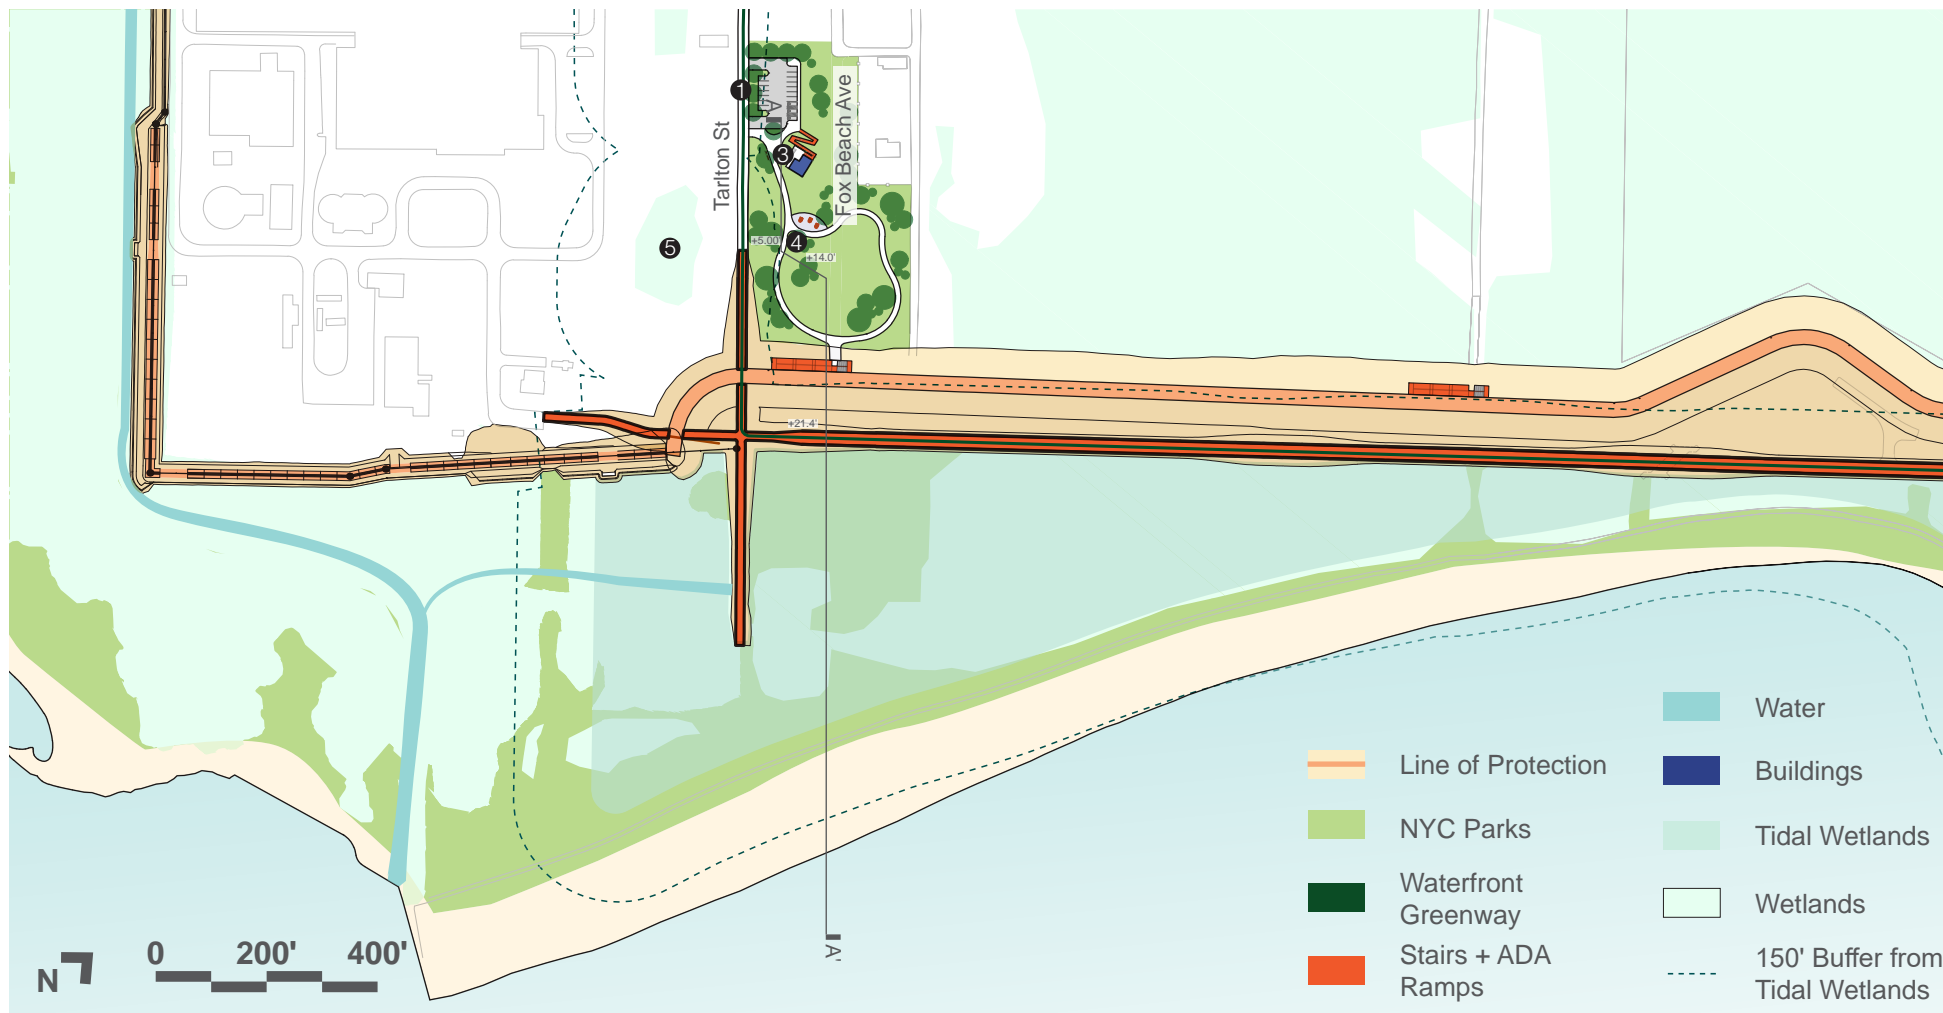 1
A
Tarlton St
Fox Beach Ave
3
5
+5.00'
4
+14.0'
+21.4'
A'
Line of Protection
NYC Parks
Waterfront
Greenway
Stairs + ADA
Ramps
Water
Buildings
Tidal Wetlands
Wetlands
150' Buffer from
Tidal Wetlands
N
0 200' 400'